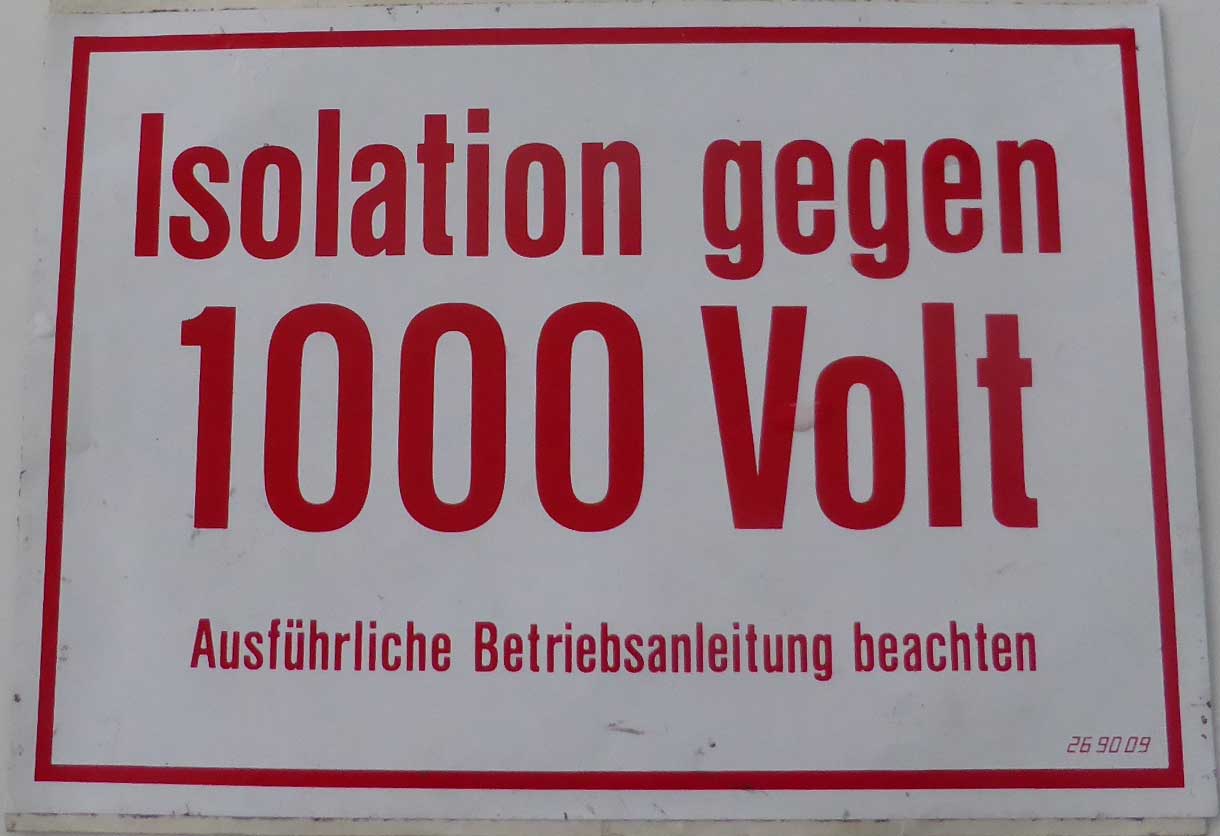 Isolation gegen
1000 Volt
Ausführliche Betriebsanleitung beachten
26 90 09